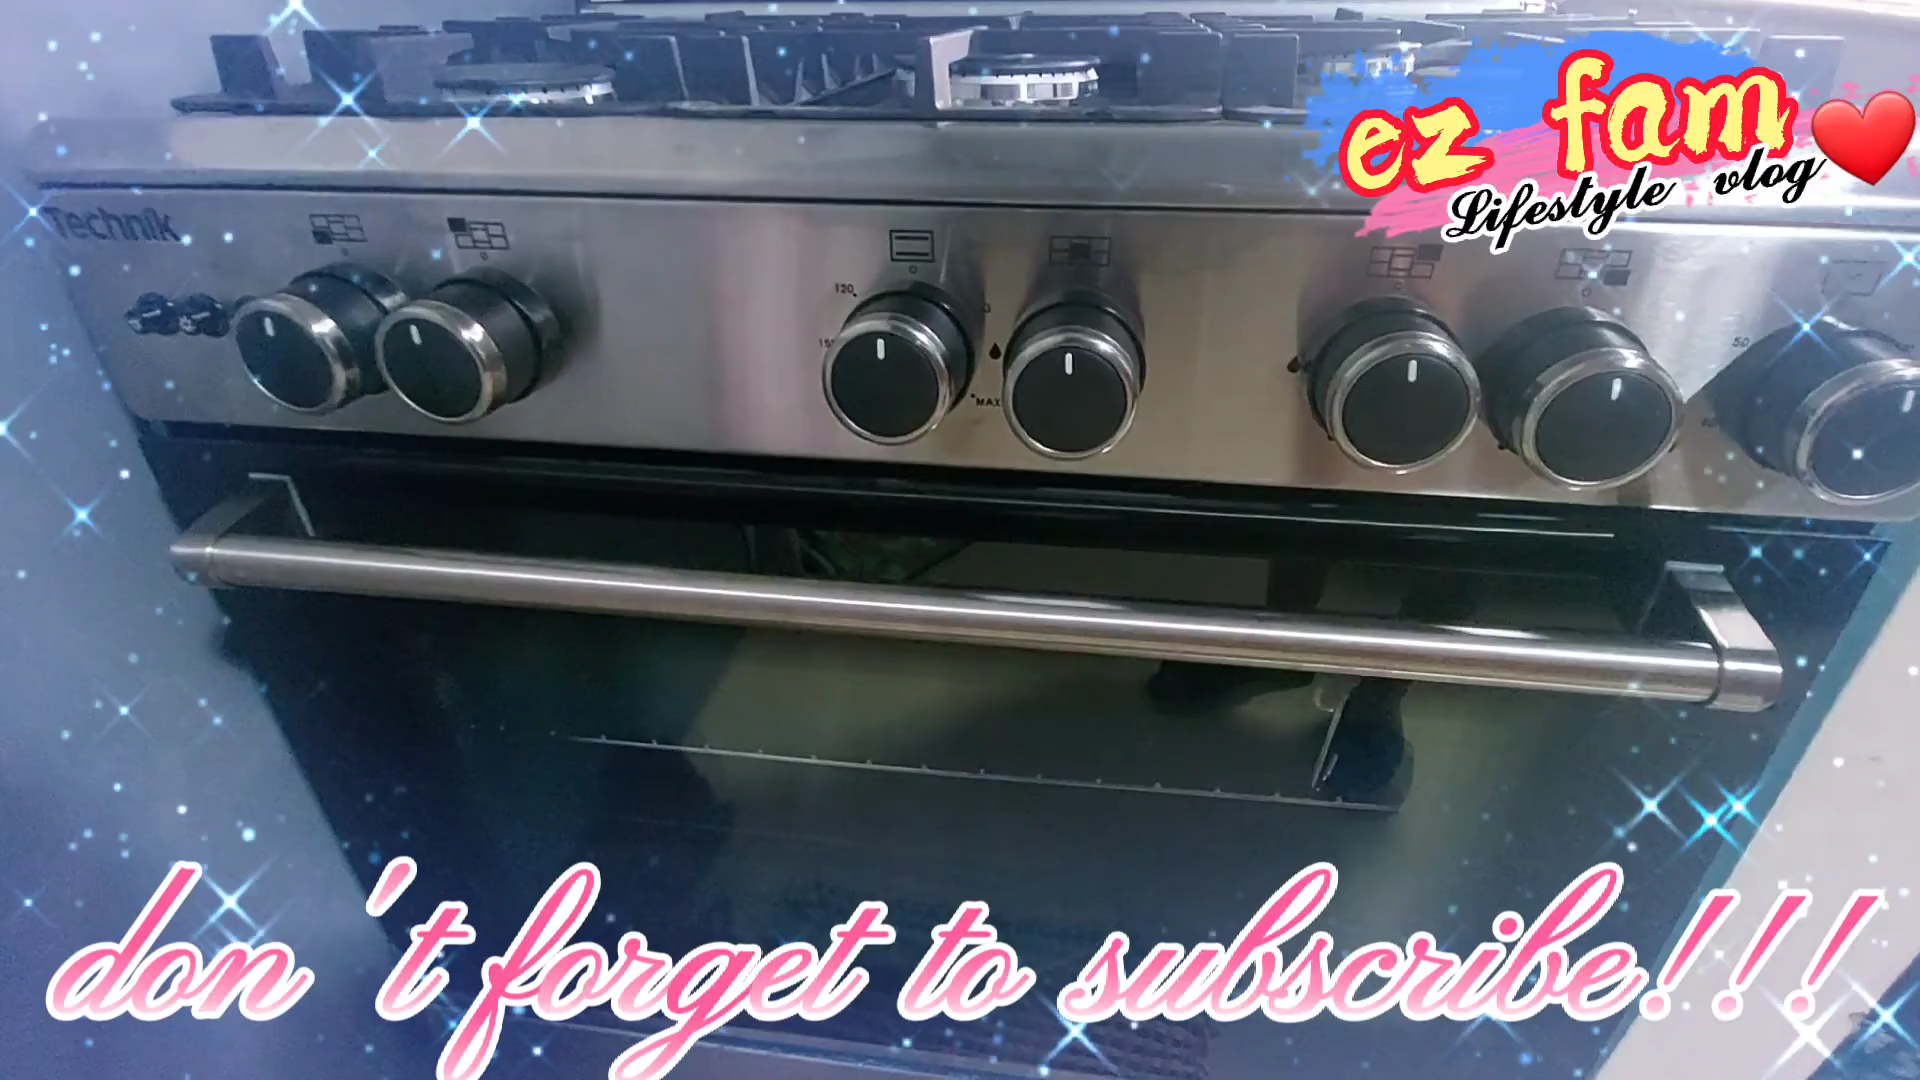 ez fam
Lifestyle vlog
Technik
120
MAX
50
don't forget to subscribe!!!